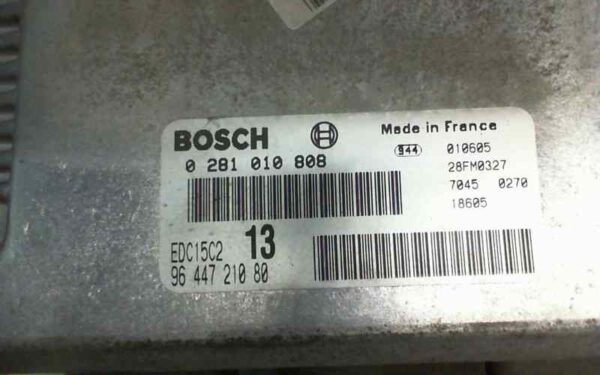 BOSCH
Made in France
0 281 010 808
944 010605
28FM0327
7045 0270
18605
EDC15C2 13
96 447 210 80